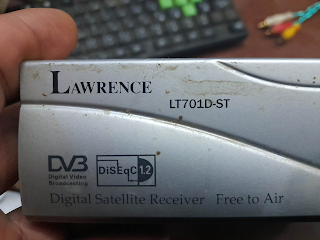 LAWRENCE
LT701D-ST
DVB
Digital Video
Broadcasting
DiSEqC 1.2
Digital Satellite Receiver Free to Air